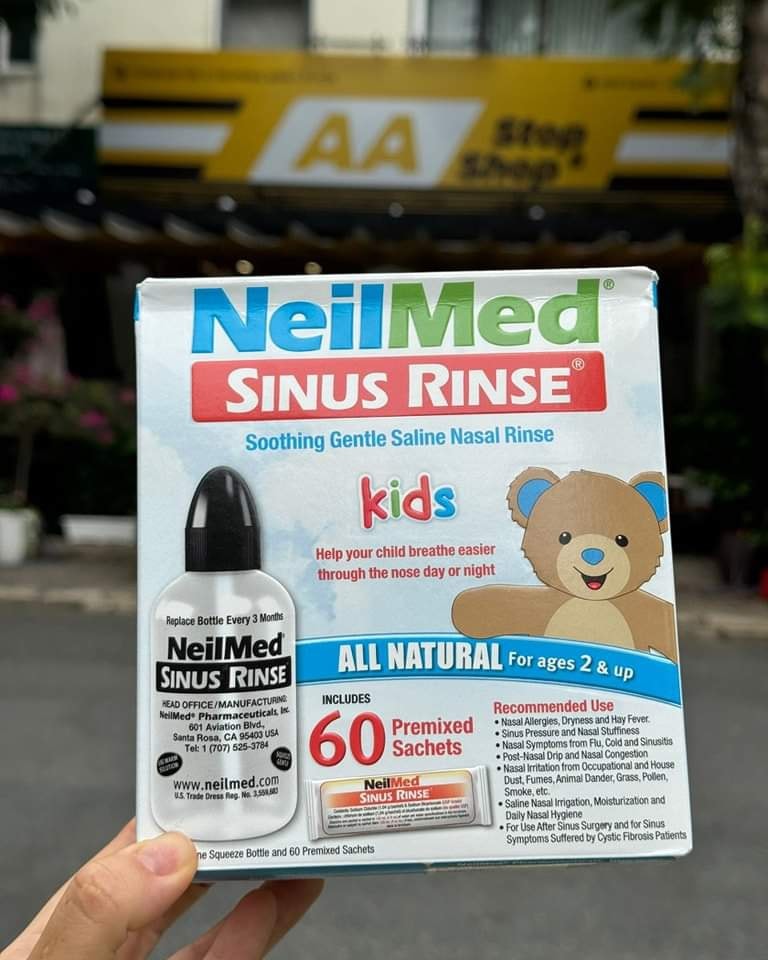 AA
Stop
Shop
NeilMed®
SINUS RINSE®
Soothing Gentle Saline Nasal Rinse
kids
Help your child breathe easier
through the nose day or night
Replace Bottle Every 3 Months
NeilMed
SINUS RINSE
HEAD OFFICE/MANUFACTURING:
NeilMed® Pharmaceuticals, Inc.
601 Aviation Blvd.,
Santa Rosa, CA 95403 USA
Tel: 1 (707) 525-3784
USE WARM
SOLUTION
SQUEEZE
GENTLY
www.neilmed.com
U.S. Trade Dress Reg. No. 3,559,683
ALL NATURAL For ages 2 & up
INCLUDES
60 Premixed
Sachets
NeilMed
SINUS RINSE
Recommended Use
• Nasal Allergies, Dryness and Hay Fever.
• Sinus Pressure and Nasal Stuffiness
• Nasal Symptoms from Flu, Cold and Sinusitis
• Post-Nasal Drip and Nasal Congestion
• Nasal Irritation from Occupational and House
Dust, Fumes, Animal Dander, Grass, Pollen,
Smoke, etc.
• Saline Nasal Irrigation, Moisturization and
Daily Nasal Hygiene
• For Use After Sinus Surgery and for Sinus
Symptoms Suffered by Cystic Fibrosis Patients
ne Squeeze Bottle and 60 Premixed Sachets